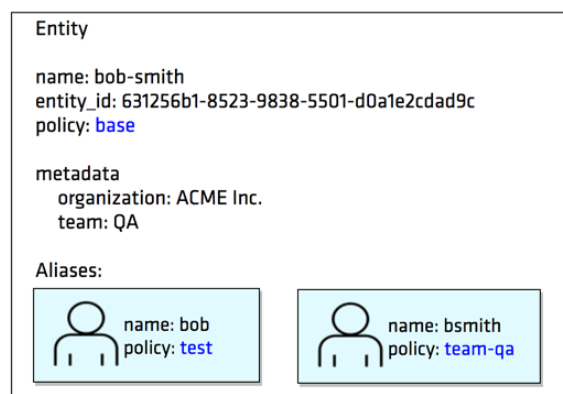 Entity
name: bob-smith
entity_id: 631256b1-8523-9838-5501-d0a1e2cdad9c
policy: base
metadata
organization: ACME Inc.
team: QA
Aliases:
name: bob
policy: test
name: bsmith
policy: team-qa